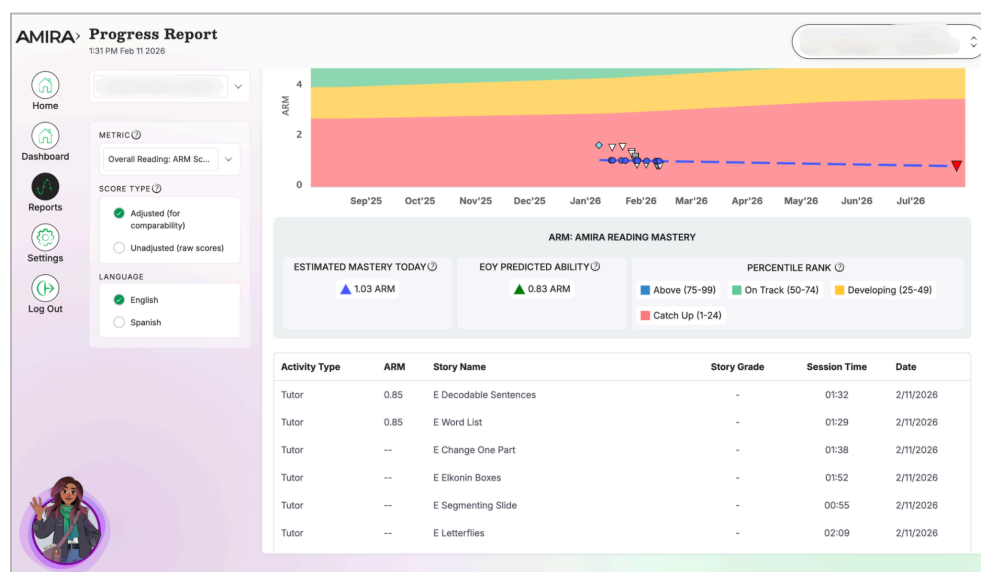 AMIRA
Progress Report
1:31 PM Feb 11 2026
Home
Dashboard
Reports
Settings
Log Out
METRIC
Overall Reading: ARM Sc...
SCORE TYPE
Adjusted (for
comparability)
Unadjusted (raw scores)
LANGUAGE
English
Spanish
ARM
4
2
0
Sep'25 Oct'25 Nov'25 Dec'25 Jan'26 Feb'26 Mar'26 Apr'26 May'26 Jun'26 Jul'26
ARM: AMIRA READING MASTERY
ESTIMATED MASTERY TODAY
1.03 ARM
EOY PREDICTED ABILITY
0.83 ARM
PERCENTILE RANK
Above (75-99) On Track (50-74) Developing (25-49)
Catch Up (1-24)
Activity Type ARM Story Name Story Grade Session Time Date
Tutor 0.85 E Decodable Sentences - 01:32 2/11/2026
Tutor 0.85 E Word List - 01:29 2/11/2026
Tutor -- E Change One Part - 01:38 2/11/2026
Tutor -- E Elkonin Boxes - 01:52 2/11/2026
Tutor -- E Segmenting Slide - 00:55 2/11/2026
Tutor -- E Letterflies - 02:09 2/11/2026